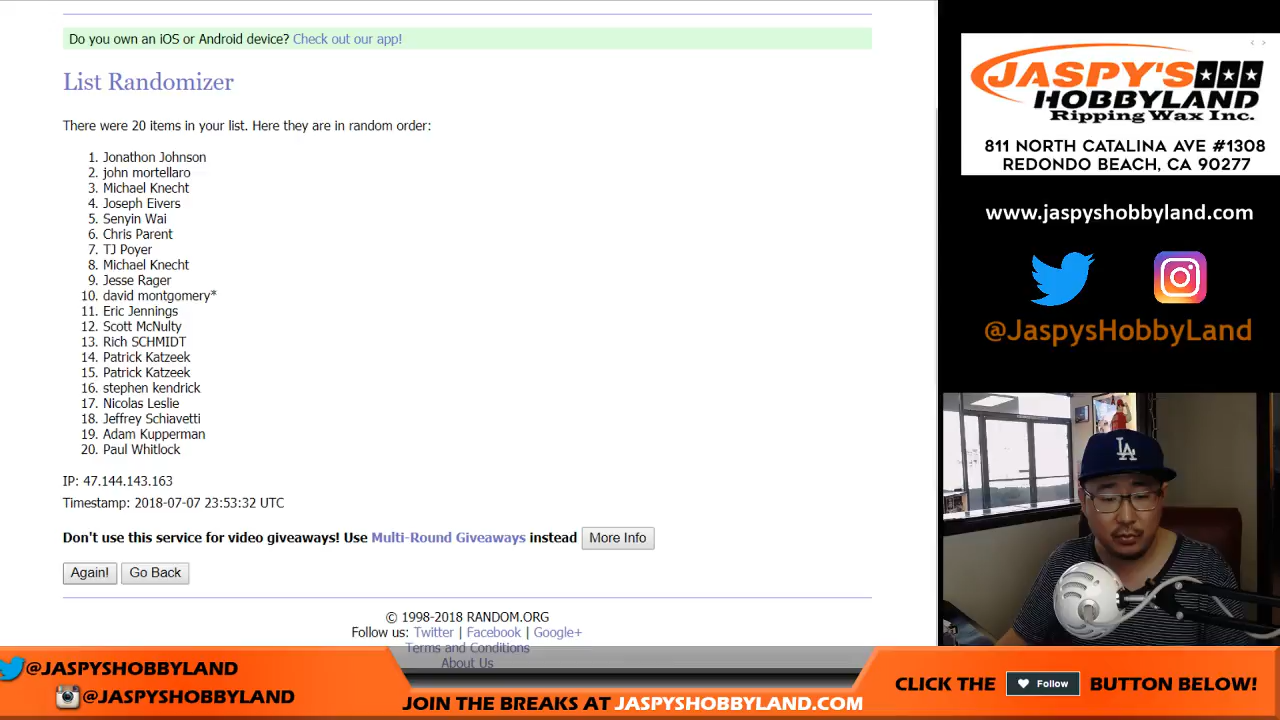 Do you own an iOS or Android device? Check out our app!
List Randomizer
There were 20 items in your list. Here they are in random order:
1. Jonathon Johnson
2. john mortellaro
3. Michael Knecht
4. Joseph Eivers
5. Senyin Wai
6. Chris Parent
7. TJ Poyer
8. Michael Knecht
9. Jesse Rager
10. david montgomery*
11. Eric Jennings
12. Scott McNulty
13. Rich SCHMIDT
14. Patrick Katzeek
15. Patrick Katzeek
16. stephen kendrick
17. Nicolas Leslie
18. Jeffrey Schiavetti
19. Adam Kupperman
20. Paul Whitlock
IP: 47.144.143.163
Timestamp: 2018-07-07 23:53:32 UTC
Don't use this service for video giveaways! Use Multi-Round Giveaways instead More Info
Again! Go Back
© 1998-2018 RANDOM.ORG
Follow us: Twitter | Facebook | Google+
Terms and Conditions
About Us
JASPY'S
HOBBYLAND
Ripping Wax Inc.
811 NORTH CATALINA AVE #1308
REDONDO BEACH, CA 90277
www.jaspyshobbyland.com
@JaspysHobbyLand
LA
@JASPYSHOBBYLAND
@JASPYSHOBBYLAND
JOIN THE BREAKS AT JASPYSHOBBYLAND.COM
CLICK THE Follow BUTTON BELOW!